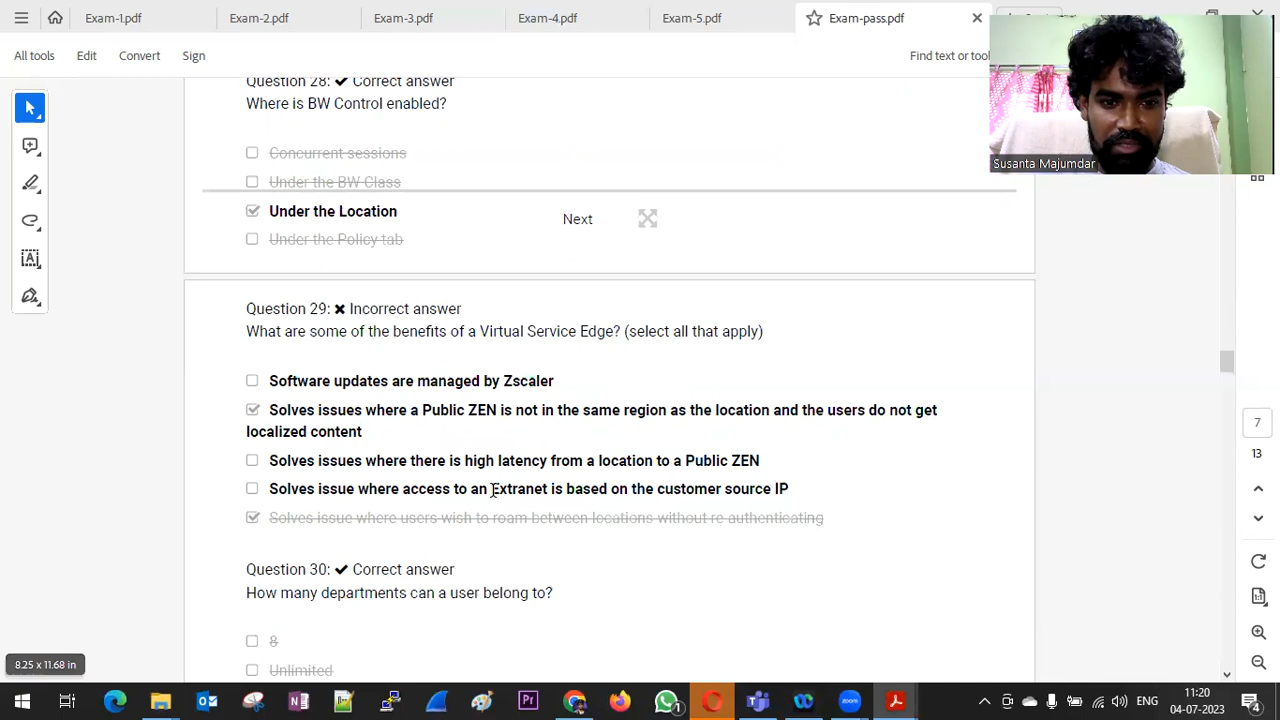 Exam-1.pdf
Exam-2.pdf
Exam-3.pdf
Exam-4.pdf
Exam-5.pdf
Exam-pass.pdf
All tools
Edit
Convert
Sign
Find text or tool
Susanta Majumdar
Question 28: ✔ Correct answer
Where is BW Control enabled?
Concurrent sessions
Under the BW Class
Under the Location
Next
Under the Policy tab
Question 29: ✖ Incorrect answer
What are some of the benefits of a Virtual Service Edge? (select all that apply)
Software updates are managed by Zscaler
Solves issues where a Public ZEN is not in the same region as the location and the users do not get
localized content
Solves issues where there is high latency from a location to a Public ZEN
Solves issue where access to an Extranet is based on the customer source IP
Solves issue where users wish to roam between locations without re-authenticating
Question 30: ✔ Correct answer
How many departments can a user belong to?
8
Unlimited
7
13
1:1
8.25 x 11.68 in
Pr
1
ENG
11:20
04-07-2023
4